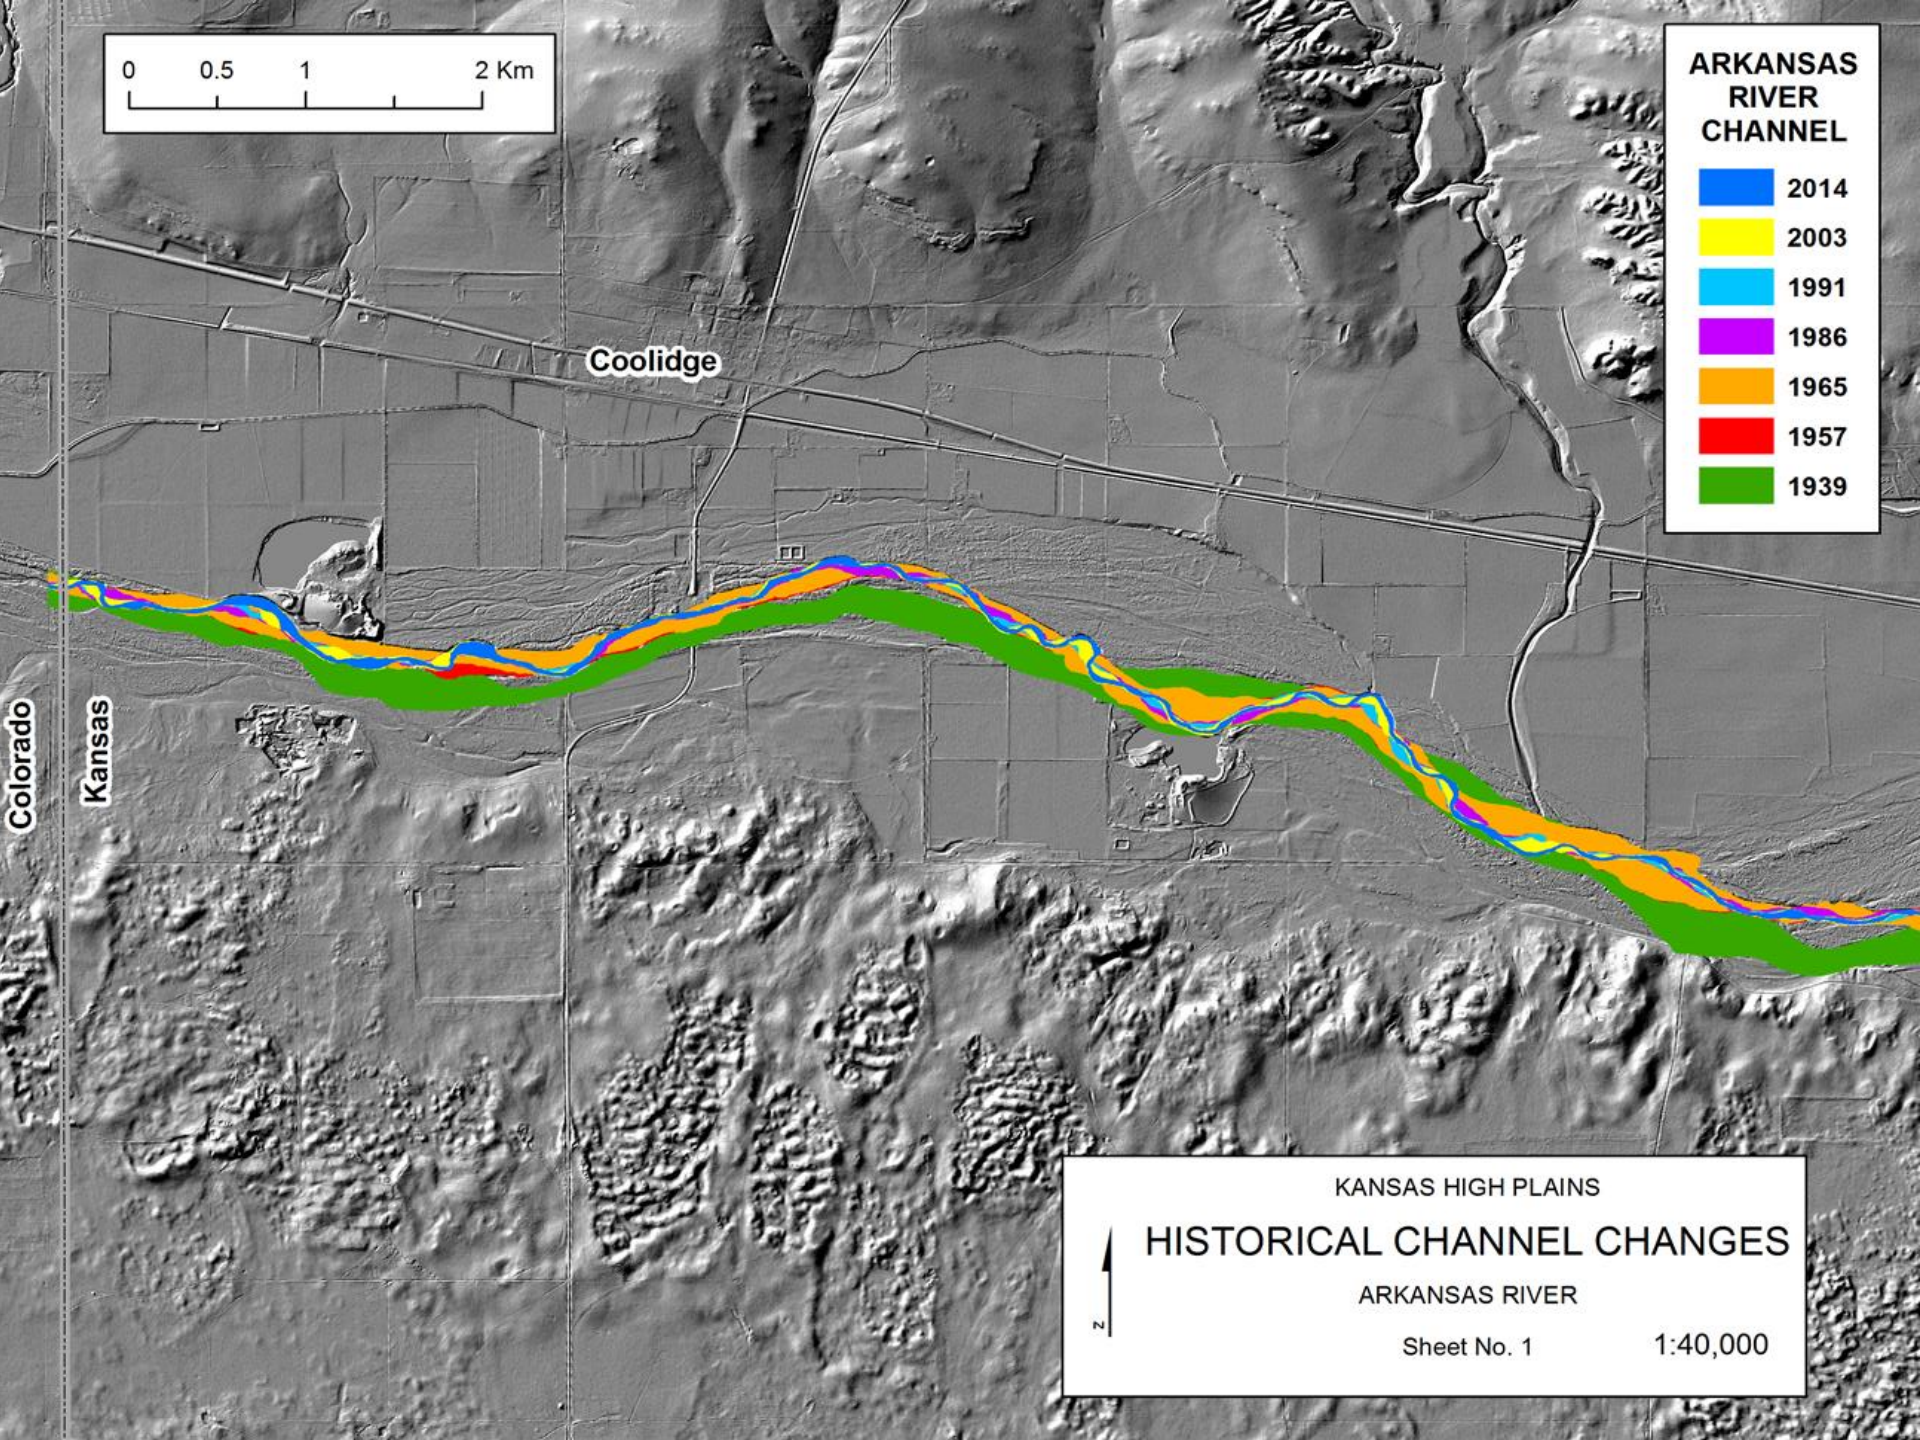 0 0.5 1 2 Km
ARKANSAS
RIVER
CHANNEL
2014
2003
1991
1986
1965
1957
1939
Coolidge
Colorado
Kansas
KANSAS HIGH PLAINS
HISTORICAL CHANNEL CHANGES
ARKANSAS RIVER
Sheet No. 1 1:40,000
N